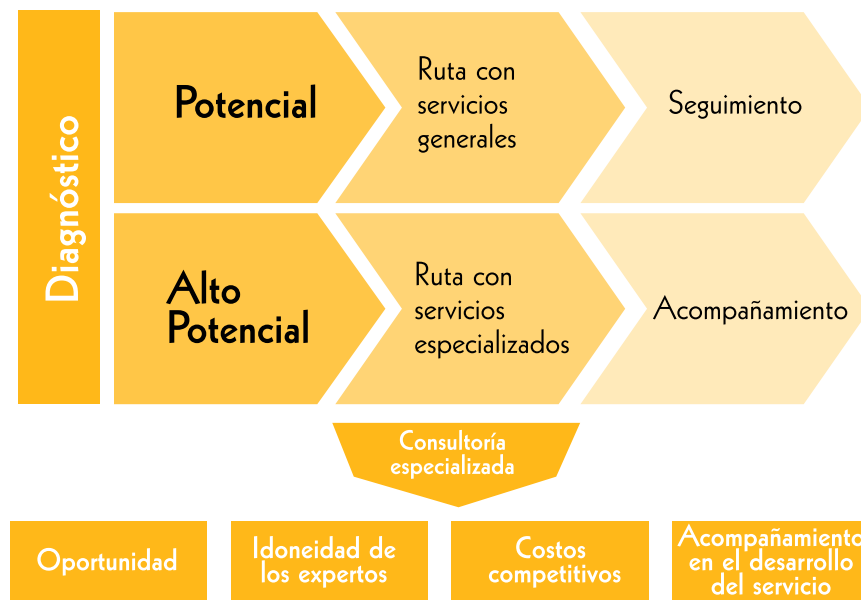 Diagnóstico
Potencial
Ruta con
servicios
generales
Seguimiento
Alto
Potencial
Ruta con
servicios
especializados
Acompañamiento
Consultoría
especializada
Oportunidad
Idoneidad de
los expertos
Costos
competitivos
Acompañamiento
en el desarrollo
del servicio